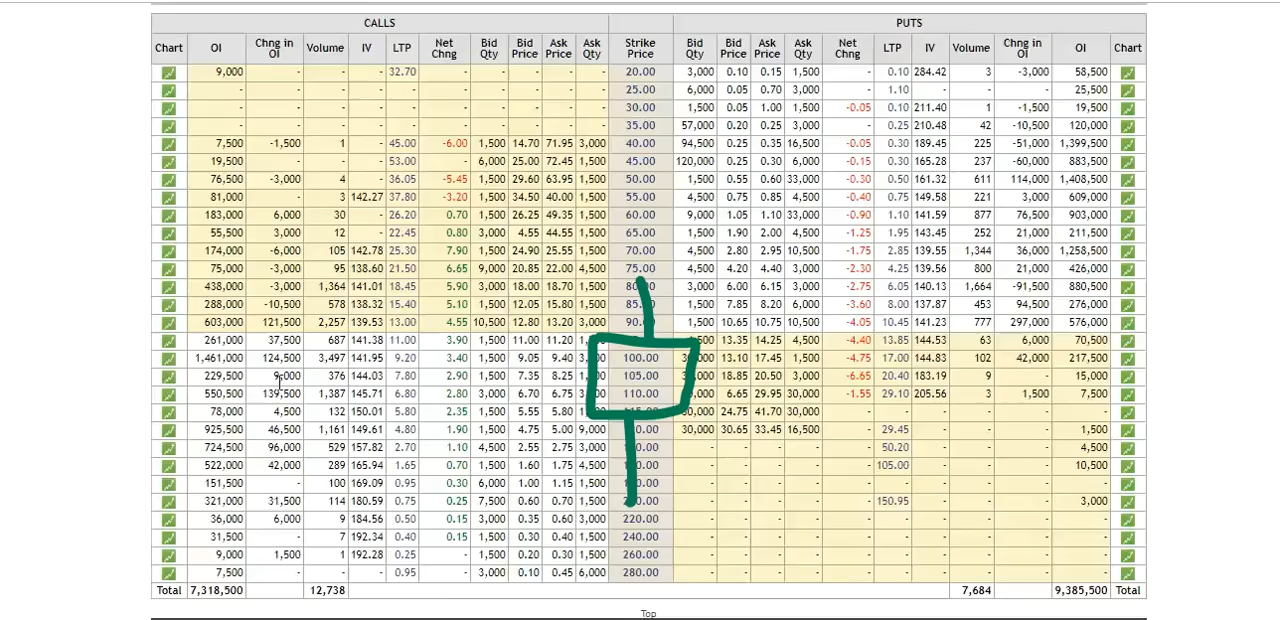 CALLS PUTS
Chart OI Chng in OI Volume IV LTP Net Chng Bid Qty Bid Price Ask Price Ask Qty Strike Price Bid Qty Bid Price Ask Price Ask Qty Net Chng LTP IV Volume Chng in OI OI Chart
9,000 - - - 32.70 - - - - - 20.00 3,000 0.10 0.15 1,500 - 0.10 284.42 3 -3,000 58,500
- - - - - - - - - - 25.00 6,000 0.05 0.70 3,000 - 1.10 - - - 25,500
- - - - - - - - - - 30.00 1,500 0.05 1.00 1,500 -0.05 0.10 211.40 1 -1,500 19,500
- - - - - - - - - - 35.00 57,000 0.20 0.25 3,000 - 0.25 210.48 42 -10,500 120,000
7,500 -1,500 1 - 45.00 -6.00 1,500 14.70 71.95 3,000 40.00 94,500 0.25 0.35 16,500 -0.05 0.30 189.45 225 -51,000 1,399,500
19,500 - - - 53.00 - 6,000 25.00 72.45 1,500 45.00 120,000 0.25 0.30 6,000 -0.15 0.30 165.28 237 -60,000 883,500
76,500 -3,000 4 - 36.05 -5.45 1,500 29.60 63.95 1,500 50.00 1,500 0.55 0.60 33,000 -0.30 0.50 161.32 611 114,000 1,408,500
81,000 - 3 142.27 37.80 -3.20 1,500 34.50 40.00 1,500 55.00 4,500 0.75 0.85 4,500 -0.40 0.75 149.58 221 3,000 609,000
183,000 6,000 30 - 26.20 0.70 1,500 26.25 49.35 1,500 60.00 9,000 1.05 1.10 33,000 -0.90 1.10 141.59 877 76,500 903,000
55,500 3,000 12 - 22.45 0.80 3,000 4.55 44.55 1,500 65.00 1,500 1.90 2.00 4,500 -1.25 1.95 143.45 252 21,000 211,500
174,000 -6,000 105 142.78 25.30 7.90 1,500 24.90 25.55 1,500 70.00 4,500 2.80 2.95 10,500 -1.75 2.85 139.55 1,344 36,000 1,258,500
75,000 -3,000 95 138.60 21.50 6.65 9,000 20.85 22.00 4,500 75.00 4,500 4.20 4.40 3,000 -2.30 4.25 139.56 800 21,000 426,000
438,000 -3,000 1,364 141.01 18.45 5.90 3,000 18.00 18.70 1,500 3,000 6.00 6.15 3,000 -2.75 6.05 140.13 1,664 -91,500 880,500
288,000 -10,500 578 138.32 15.40 5.10 1,500 12.05 15.80 1,500 1,500 7.85 8.20 6,000 -3.60 8.00 137.87 453 94,500 276,000
603,000 121,500 2,257 139.53 13.00 4.55 10,500 12.80 13.20 3,000 1,500 10.65 10.75 10,500 -4.05 10.45 141.23 777 297,000 576,000
261,000 37,500 687 141.38 11.00 3.90 1,500 11.00 11.20 13.35 14.25 4,500 -4.40 13.85 144.53 63 6,000 70,500
1,461,000 124,500 3,497 141.95 9.20 3.40 1,500 9.05 9.40 100.00 13.10 17.45 1,500 -4.75 17.00 144.83 102 42,000 217,500
229,500 9,000 376 144.03 7.80 2.90 1,500 7.35 8.25 105.00 18.85 20.50 3,000 -6.65 20.40 183.19 9 - 15,000
550,500 139,500 1,387 145.71 6.80 2.80 3,000 6.70 6.75 110.00 6.65 29.95 30,000 -1.55 29.10 205.56 3 1,500 7,500
78,000 4,500 132 150.01 5.80 2.35 1,500 5.55 5.80 24.75 41.70 30,000 - - - - - -
925,500 46,500 1,161 149.61 4.80 1.90 1,500 4.75 5.00 9,000 30,000 30.65 33.45 16,500 - 29.45 - - - 1,500
724,500 96,000 529 157.82 2.70 1.10 4,500 2.55 2.75 3,000 - - - - - 50.20 - - - 4,500
522,000 42,000 289 165.94 1.65 0.70 1,500 1.60 1.75 4,500 - - - - - 105.00 - - - 10,500
151,500 - 100 169.09 0.95 0.30 6,000 1.00 1.15 1,500 - - - - - - - - - -
321,000 31,500 114 180.59 0.75 0.25 7,500 0.60 0.70 1,500 - - - - - 150.95 - - - 3,000
36,000 6,000 9 184.56 0.50 0.15 3,000 0.35 0.60 3,000 220.00 - - - - - - - - - -
31,500 - 7 192.34 0.40 0.15 1,500 0.30 0.40 1,500 240.00 - - - - - - - - - -
9,000 1,500 1 192.28 0.25 - 1,500 0.20 0.30 1,500 260.00 - - - - - - - - - -
7,500 - - - 0.95 - 3,000 0.10 0.45 6,000 280.00 - - - - - - - - - -
Total 7,318,500 12,738 7,684 9,385,500 Total
Top